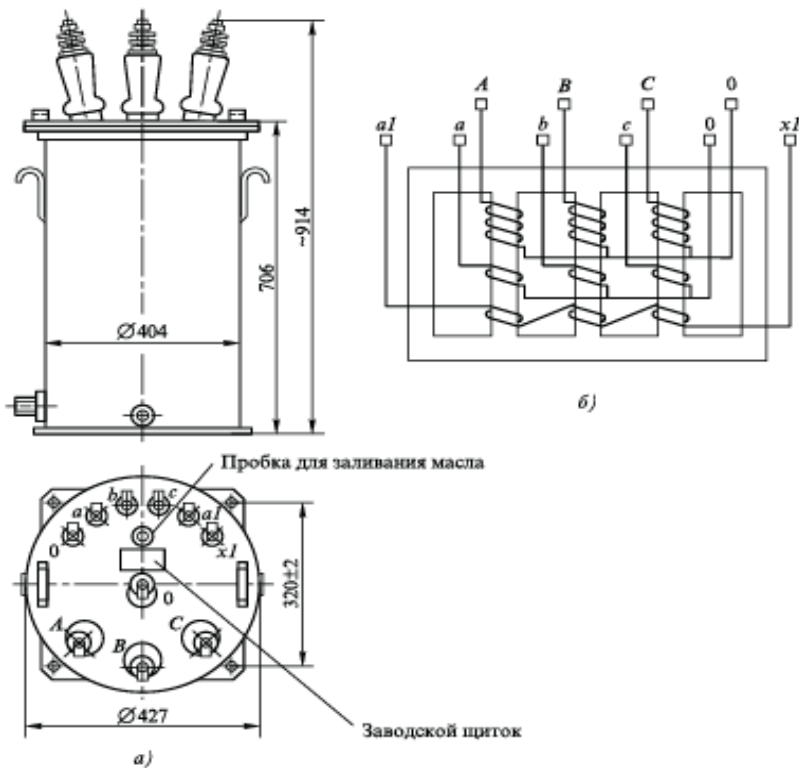 A B C 0
a1 a b c 0 x1
~914
706
Ø404
б)
Пробка для заливания масла
b c
a a1
0 x1
0
320±2
A B C
Ø427
Заводской щиток
а)